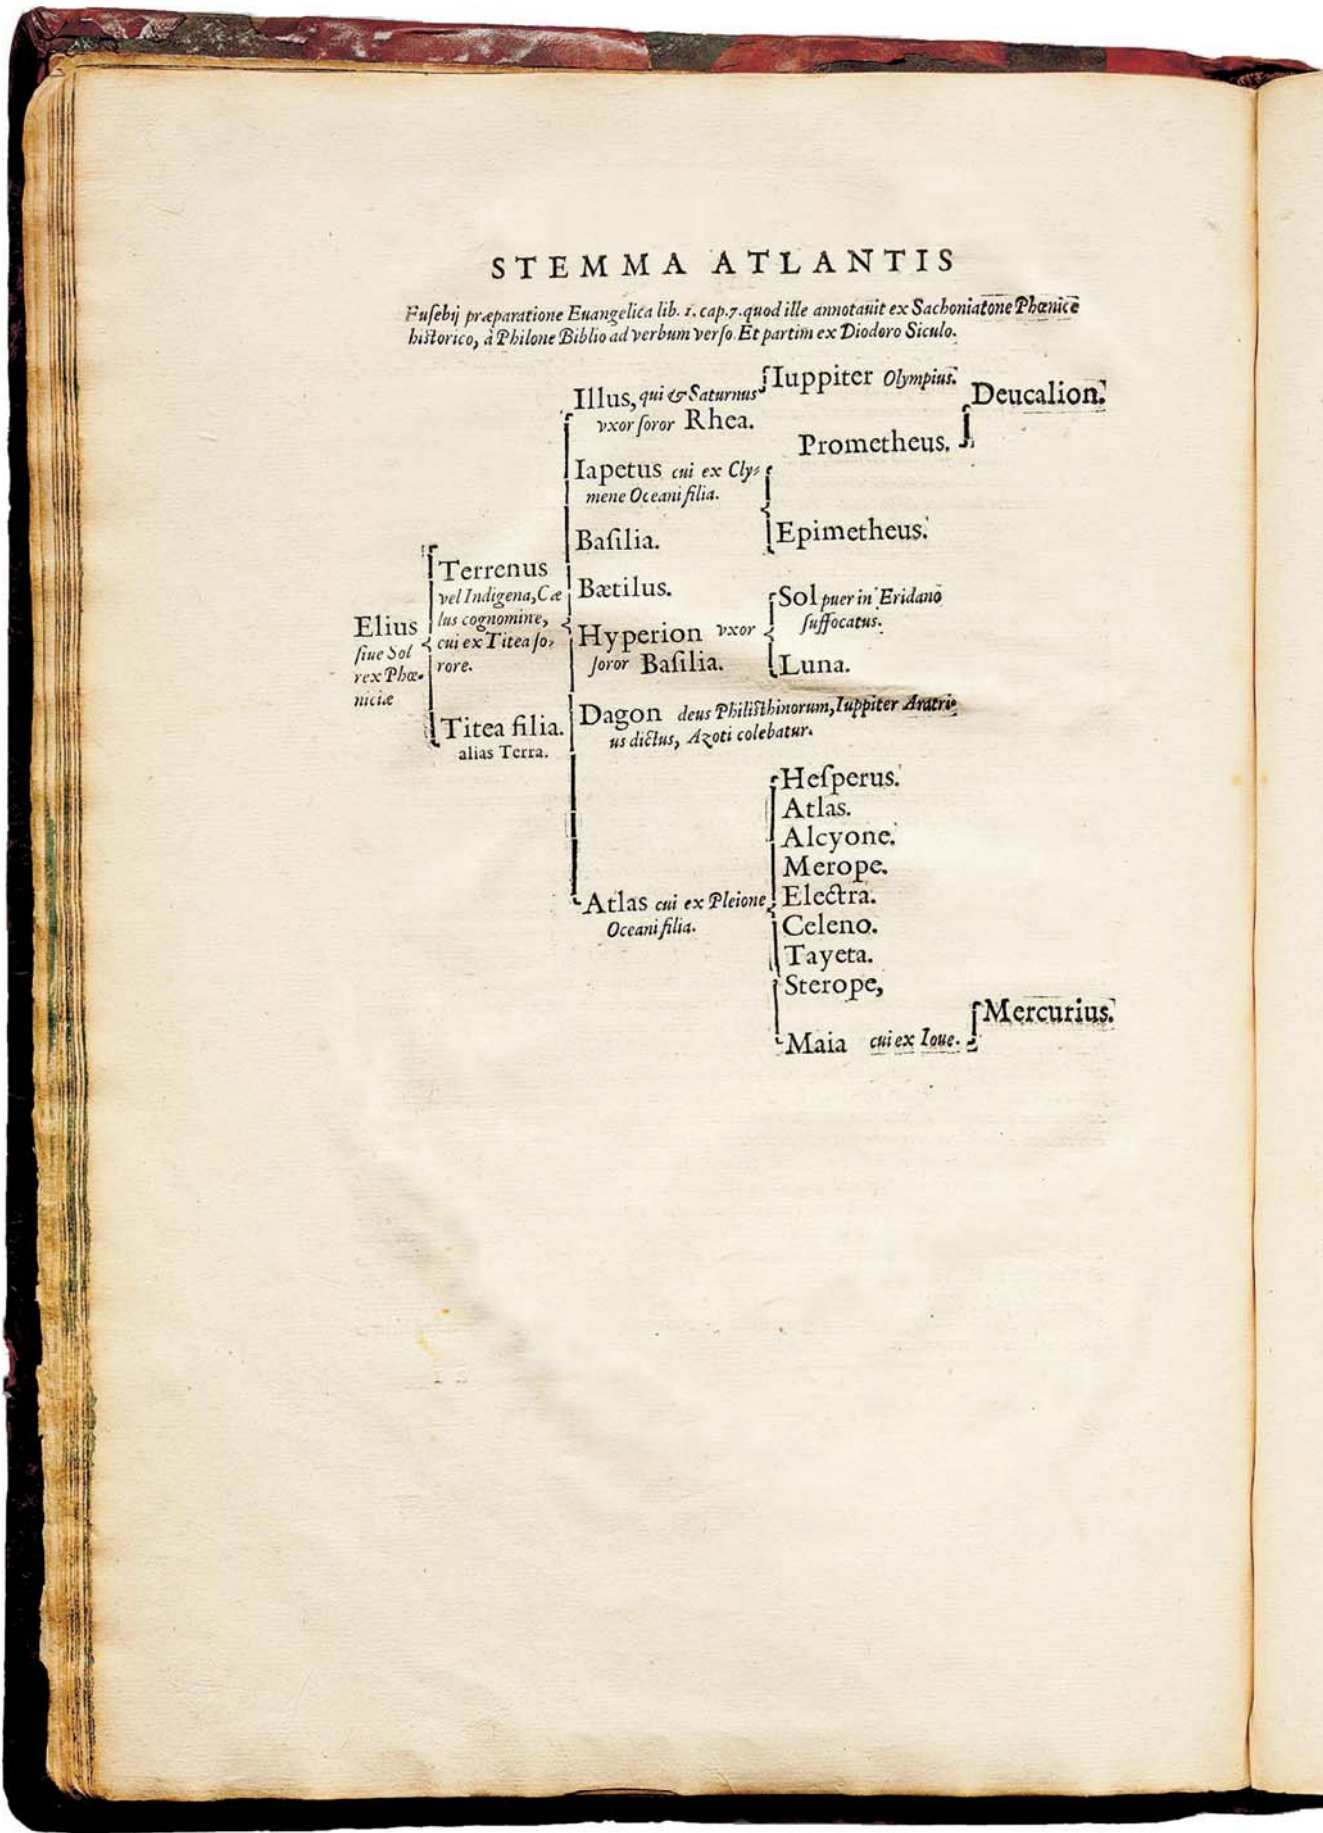 STEMMA ATLANTIS
Euſebij præparatione Euangelica lib. 1. cap.7. quod ille annotauit ex Sachoniatone Phœnicē
hiſtorico, à Philone Biblio ad verbum verſo. Et partim ex Diodoro Siculo.
Elius
ſiue Sol
rex Phœ-
niciæ
Terrenus
vel Indigena, Cæ
lus cognomine,
cui ex Titea ſo-
rore.
Titea filia.
alias Terra.
Illus, qui & Saturnus
vxor ſoror Rhea.
Iuppiter Olympius.
Iapetus cui ex Cly-
mene Oceani filia.
Prometheus.
Deucalion.
Epimetheus.
Baſilia.
Bætilus.
Hyperion vxor
ſoror Baſilia.
Sol puer in Eridano
ſuffocatus.
Luna.
Dagon deus Philiſthinorum, Iuppiter Aratri-
us dictus, Azoti colebatur.
Atlas cui ex Pleione
Oceani filia.
Heſperus.
Atlas.
Alcyone.
Merope.
Electra.
Celeno.
Tayeta.
Sterope,
Maia cui ex Ioue.
Mercurius.